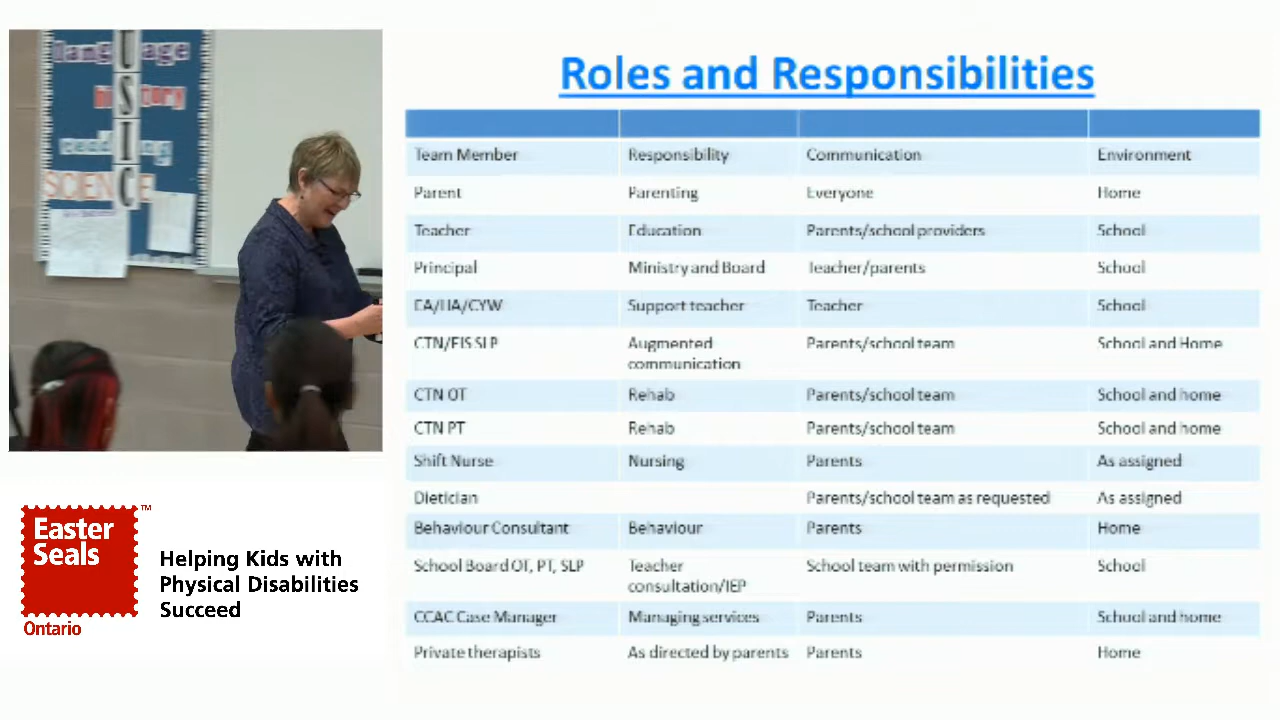 language
history
reading
SCIENCE
MUSIC
Roles and Responsibilities
Team Member Responsibility Communication Environment
Parent Parenting Everyone Home
Teacher Education Parents/school providers School
Principal Ministry and Board Teacher/parents School
EA/HA/CYW Support teacher Teacher School
CTN/EIS SLP Augmented communication Parents/school team School and Home
CTN OT Rehab Parents/school team School and home
CTN PT Rehab Parents/school team School and home
Shift Nurse Nursing Parents As assigned
Dietician Parents/school team as requested As assigned
Behaviour Consultant Behaviour Parents Home
School Board OT, PT, SLP Teacher consultation/IEP School team with permission School
CCAC Case Manager Managing services Parents School and home
Private therapists As directed by parents Parents Home
Easter
Seals
TM
Ontario
Helping Kids with
Physical Disabilities
Succeed